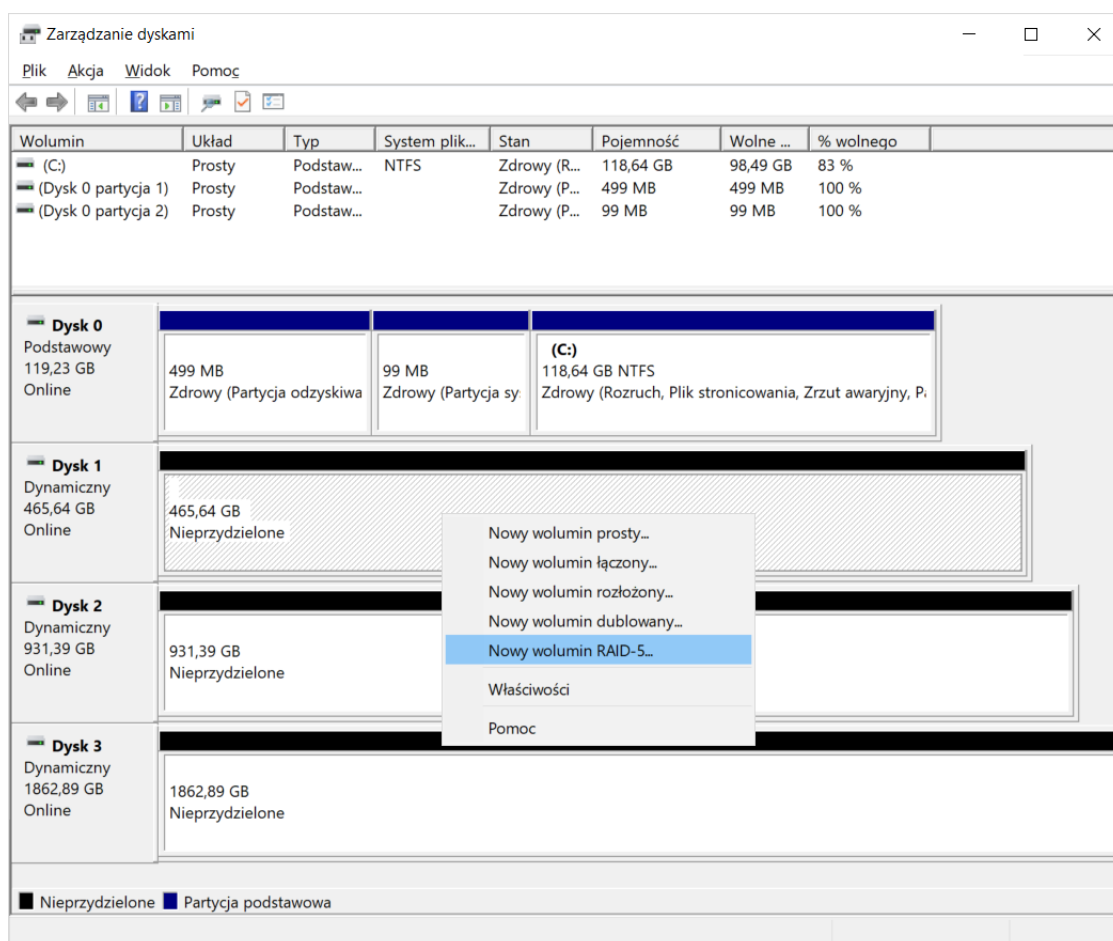 Zarządzanie dyskami
Plik Akcja Widok Pomoc
Wolumin Układ Typ System plik... Stan Pojemność Wolne ... % wolnego
(C:) Prosty Podstaw... NTFS Zdrowy (R... 118,64 GB 98,49 GB 83 %
(Dysk 0 partycja 1) Prosty Podstaw... Zdrowy (P... 499 MB 499 MB 100 %
(Dysk 0 partycja 2) Prosty Podstaw... Zdrowy (P... 99 MB 99 MB 100 %
Dysk 0
Podstawowy
119,23 GB
Online
499 MB
Zdrowy (Partycja odzyskiwa
99 MB
Zdrowy (Partycja sy
(C:)
118,64 GB NTFS
Zdrowy (Rozruch, Plik stronicowania, Zrzut awaryjny, P
Dysk 1
Dynamiczny
465,64 GB
Online
465,64 GB
Nieprzydzielone
Nowy wolumin prosty...
Nowy wolumin łączony...
Nowy wolumin rozłożony...
Nowy wolumin dublowany...
Nowy wolumin RAID-5...
Właściwości
Pomoc
Dysk 2
Dynamiczny
931,39 GB
Online
931,39 GB
Nieprzydzielone
Dysk 3
Dynamiczny
1862,89 GB
Online
1862,89 GB
Nieprzydzielone
Nieprzydzielone Partycja podstawowa